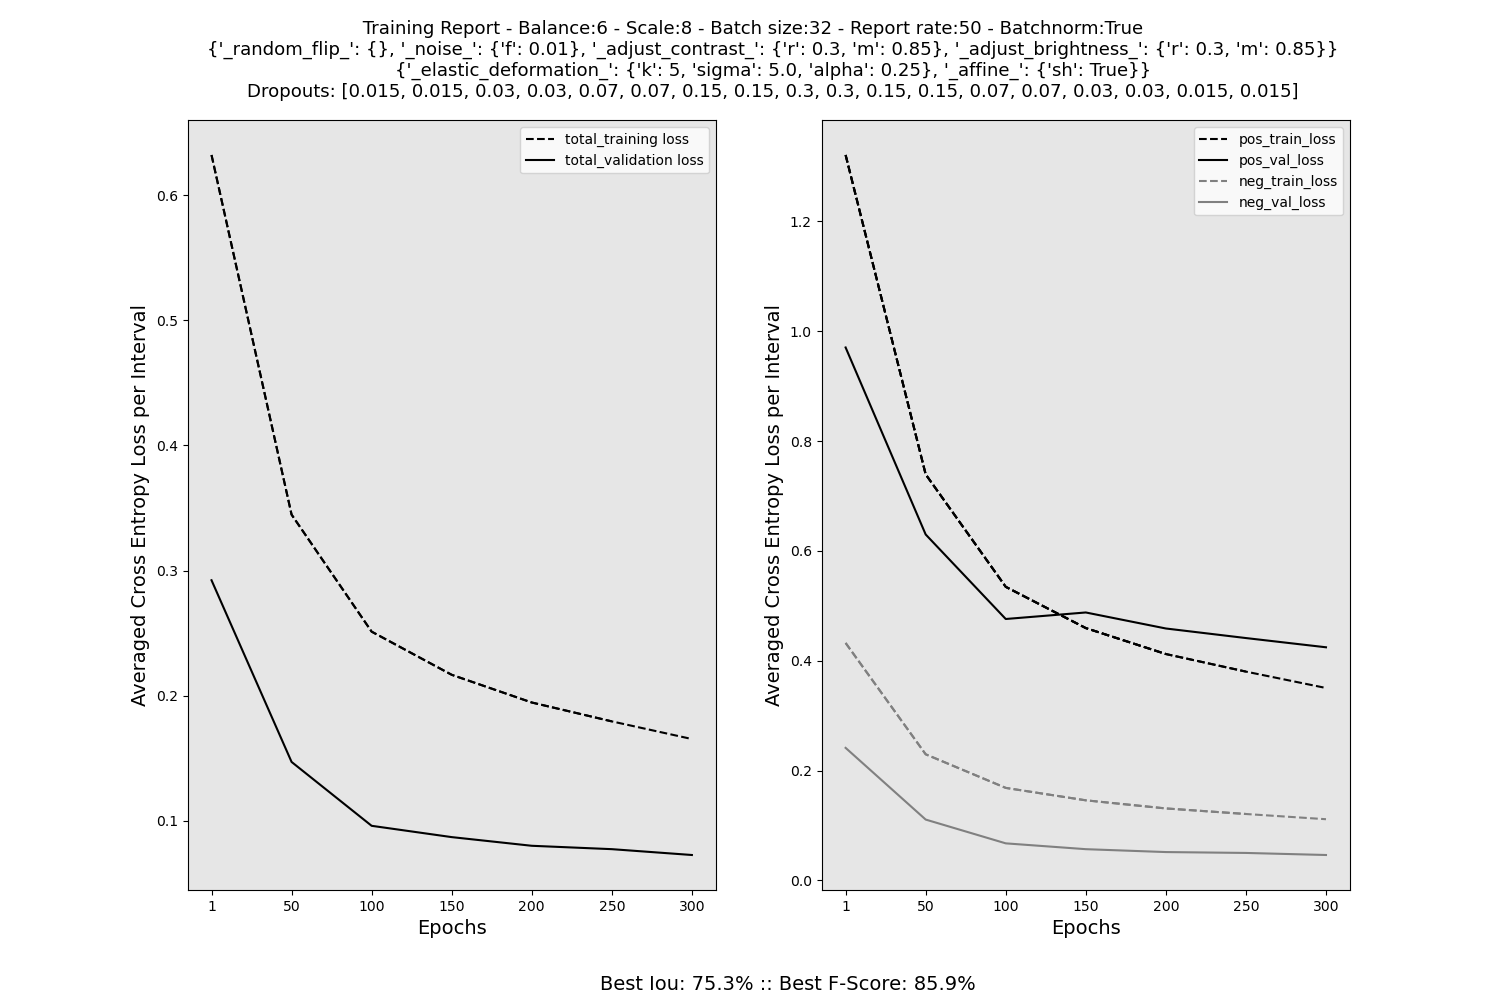 Training Report - Balance:6 - Scale:8 - Batch size:32 - Report rate:50 - Batchnorm:True
{'_random_flip_': {}, '_noise_': {'f': 0.01}, '_adjust_contrast_': {'r': 0.3, 'm': 0.85}, '_adjust_brightness_': {'r': 0.3, 'm': 0.85}}
{'_elastic_deformation_': {'k': 5, 'sigma': 5.0, 'alpha': 0.25}, '_affine_': {'sh': True}}
Dropouts: [0.015, 0.015, 0.03, 0.03, 0.07, 0.07, 0.15, 0.15, 0.3, 0.3, 0.15, 0.15, 0.07, 0.07, 0.03, 0.03, 0.015, 0.015]
total_training loss
total_validation loss
Averaged Cross Entropy Loss per Interval
0.6
0.5
0.4
0.3
0.2
0.1
1 50 100 150 200 250 300
Epochs
pos_train_loss
pos_val_loss
neg_train_loss
neg_val_loss
Averaged Cross Entropy Loss per Interval
1.2
1.0
0.8
0.6
0.4
0.2
0.0
1 50 100 150 200 250 300
Epochs
Best Iou: 75.3% :: Best F-Score: 85.9%